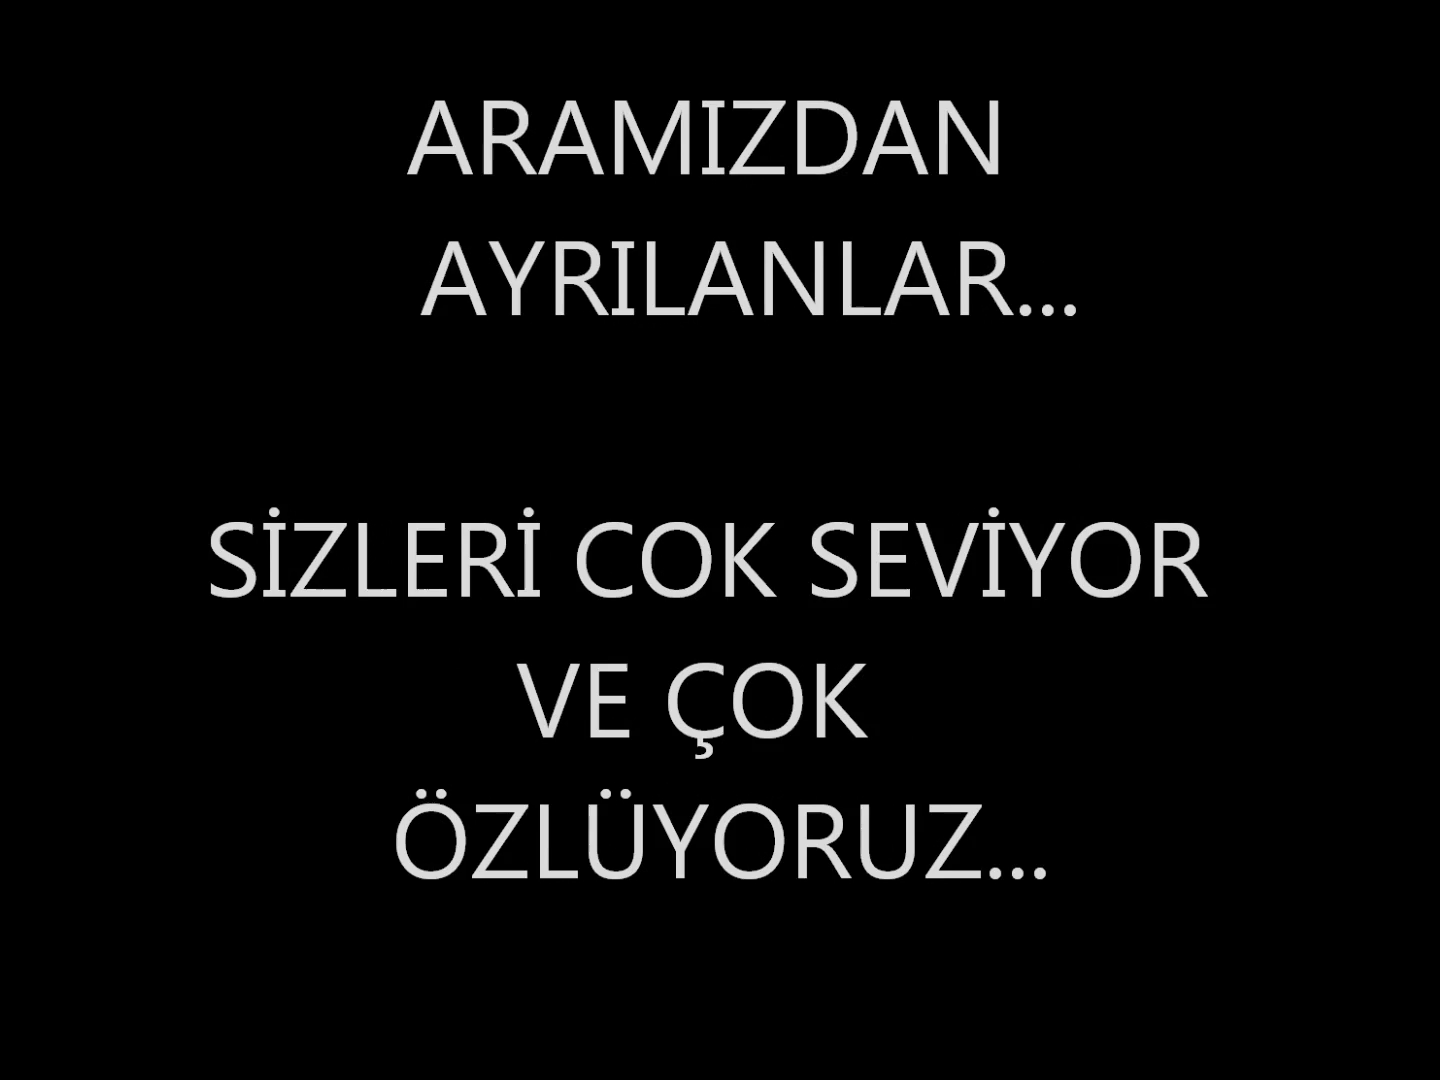 ARAMIZDAN
AYRILANLAR...
SİZLERİ COK SEVİYOR
VE ÇOK
ÖZLÜYORUZ...